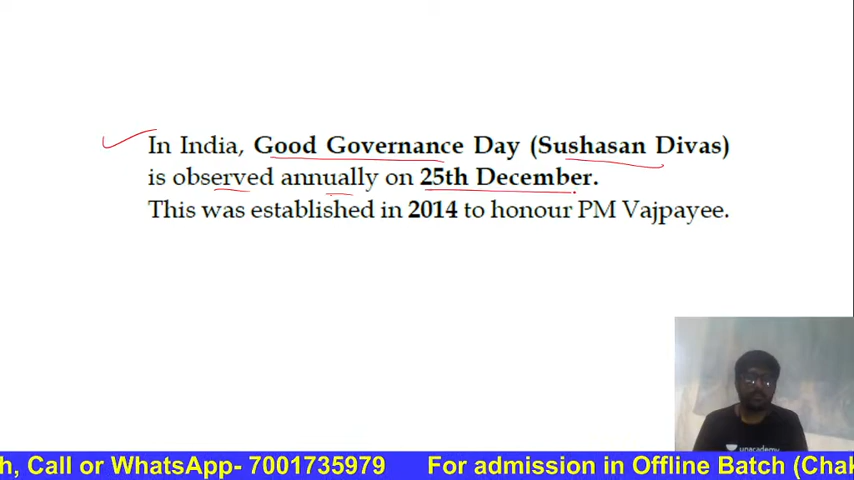 In India, Good Governance Day (Sushasan Divas)
is observed annually on 25th December.
This was established in 2014 to honour PM Vajpayee.
unacademy
h, Call or WhatsApp- 7001735979 For admission in Offline Batch (Chak